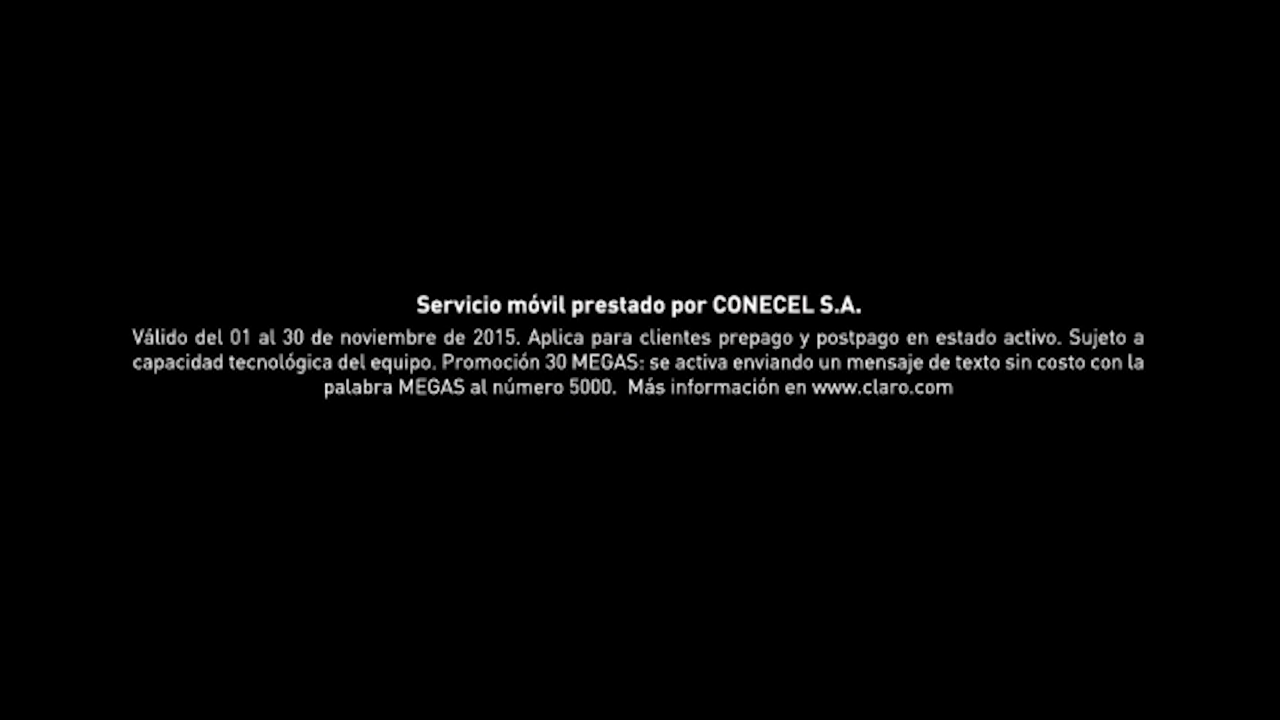 Servicio móvil prestado por CONECEL S.A.
Válido del 01 al 30 de noviembre de 2015. Aplica para clientes prepago y postpago en estado activo. Sujeto a
capacidad tecnológica del equipo. Promoción 30 MEGAS: se activa enviando un mensaje de texto sin costo con la
palabra MEGAS al número 5000.  Más información en www.claro.com